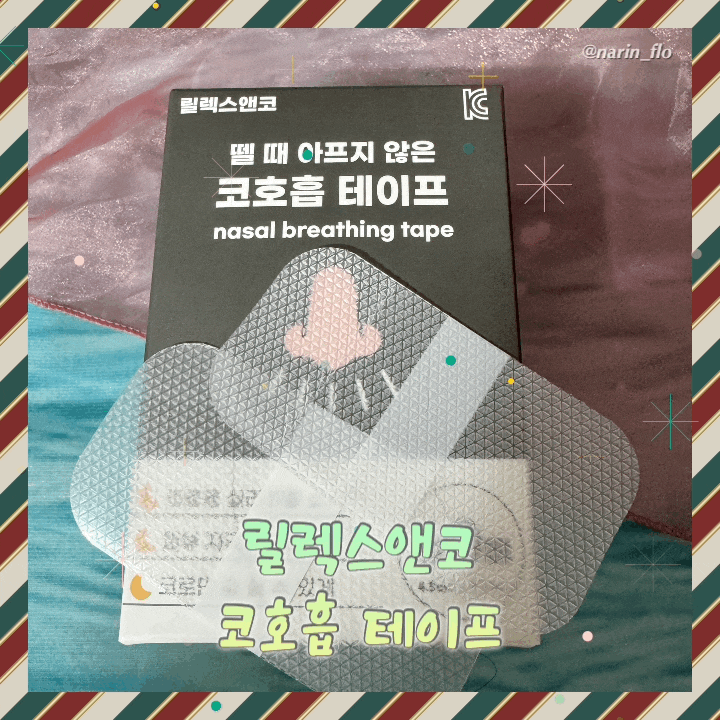 @narin_flo
릴렉스앤코
뗄 때 아프지 않은
코호흡 테이프
nasal breathing tape
릴렉스앤코
코호흡 테이프